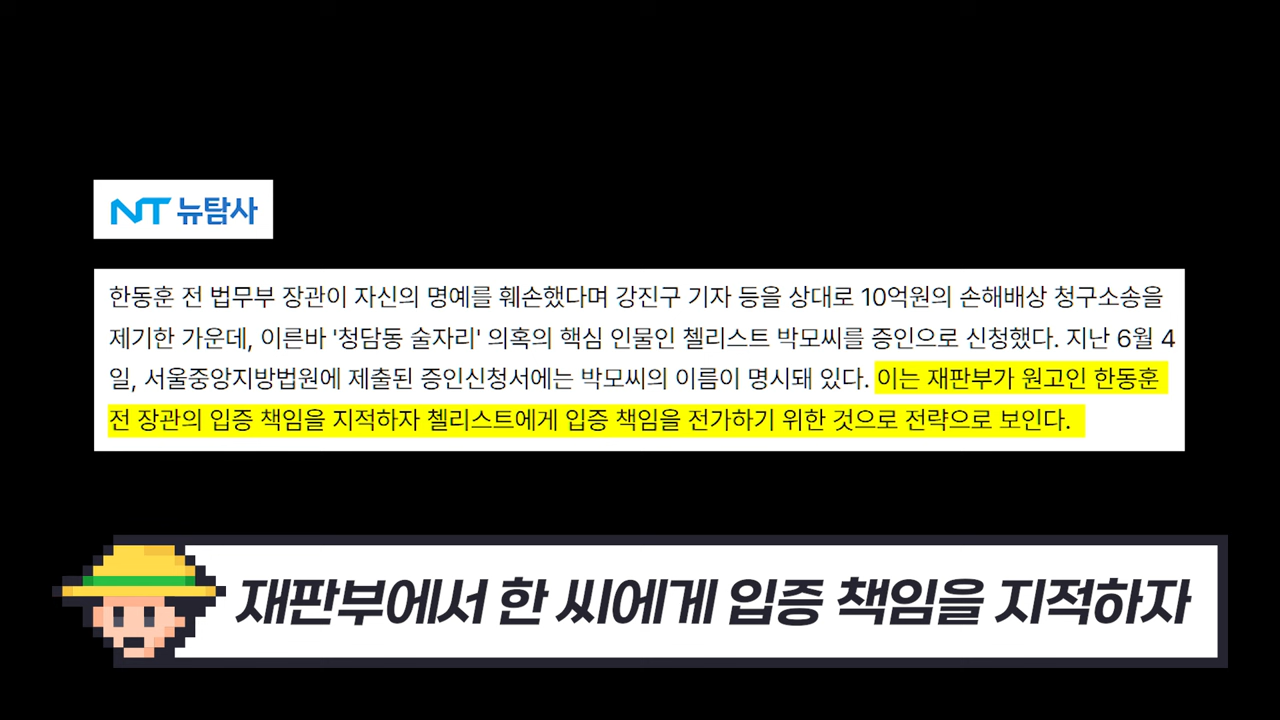 NT 뉴탐사
한동훈 전 법무부 장관이 자신의 명예를 훼손했다며 강진구 기자 등을 상대로 10억원의 손해배상 청구소송을
제기한 가운데, 이른바 '청담동 술자리' 의혹의 핵심 인물인 첼리스트 박모씨를 증인으로 신청했다. 지난 6월 4
일, 서울중앙지방법원에 제출된 증인신청서에는 박모씨의 이름이 명시돼 있다. 이는 재판부가 원고인 한동훈
전 장관의 입증 책임을 지적하자 첼리스트에게 입증 책임을 전가하기 위한 것으로 전략으로 보인다.
재판부에서 한 씨에게 입증 책임을 지적하자